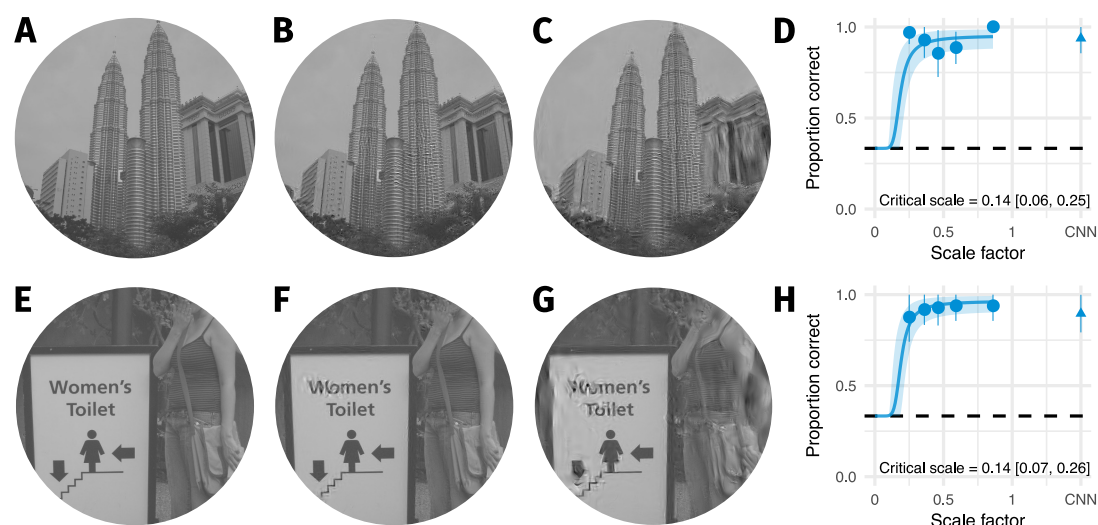 A
B
C
D
Proportion correct
1.0
0.5
0.0
Critical scale = 0.14 [0.06, 0.25]
0
0.5
1
CNN
Scale factor
E
Women's
Toilet
F
Women's
Toilet
G
Women's
Toilet
H
Proportion correct
1.0
0.5
0.0
Critical scale = 0.14 [0.07, 0.26]
0
0.5
1
CNN
Scale factor